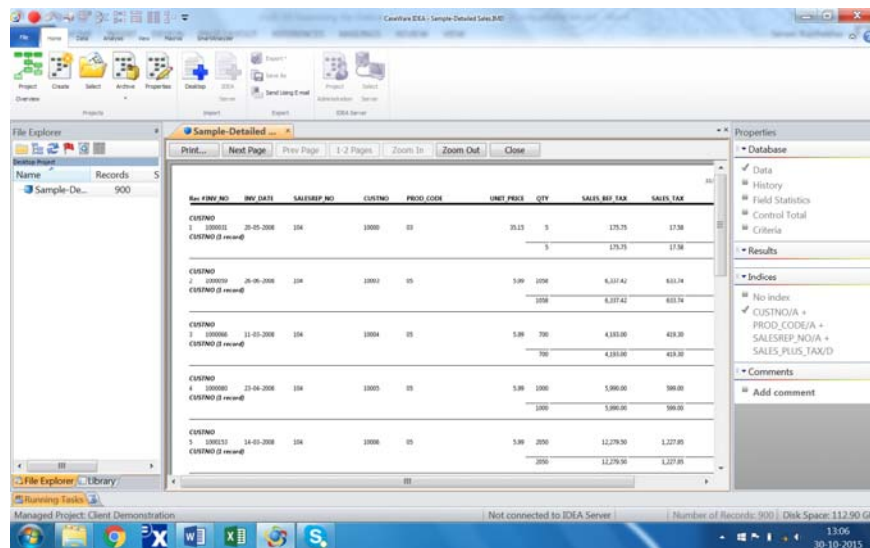 CaseWare IDEA - Sample-Detailed Sales.IMD
File Home Data Analysis View Macros SmartAnalyzer
Project Overview
Create
Select
Archive
Properties
Desktop
IDEA Server
Export
Save As
Send Using E-mail
Project Administration
Select Server
Projects Import Export IDEA Server
File Explorer
Desktop Project
Name Records S
Sample-De... 900
Sample-Detailed ...
Print... Next Page Prev Page 1-2 Pages Zoom In Zoom Out Close
Rec # INV_NO INV_DATE SALESREP_NO CUSTNO PROD_CODE UNIT_PRICE QTY SALES_BEF_TAX SALES_TAX
CUSTNO
1 1000031 20-05-2008 104 10000 03 35.15 5 175.75 17.58
CUSTNO (1 record)
5 175.75 17.58
CUSTNO
2 1000059 26-06-2008 104 10003 05 5.99 1058 6,337.42 633.74
CUSTNO (1 record)
1058 6,337.42 633.74
CUSTNO
3 1000066 11-03-2008 104 10004 05 5.99 700 4,193.00 419.30
CUSTNO (1 record)
700 4,193.00 419.30
CUSTNO
4 1000080 23-04-2008 104 10005 05 5.99 1000 5,990.00 599.00
CUSTNO (1 record)
1000 5,990.00 599.00
CUSTNO
5 1000153 14-03-2008 104 10006 05 5.99 2050 12,279.50 1,227.95
CUSTNO (1 record)
2050 12,279.50 1,227.95
Properties
Database
Data
History
Field Statistics
Control Total
Criteria
Results
Indices
No index
CUSTNO/A +
PROD_CODE/A +
SALESREP_NO/A +
SALES_PLUS_TAX/D
Comments
Add comment
File Explorer Library
Running Tasks
Managed Project: Client Demonstration Not connected to IDEA Server Number of Records: 900 Disk Space: 112.90 G
13:06
30-10-2015